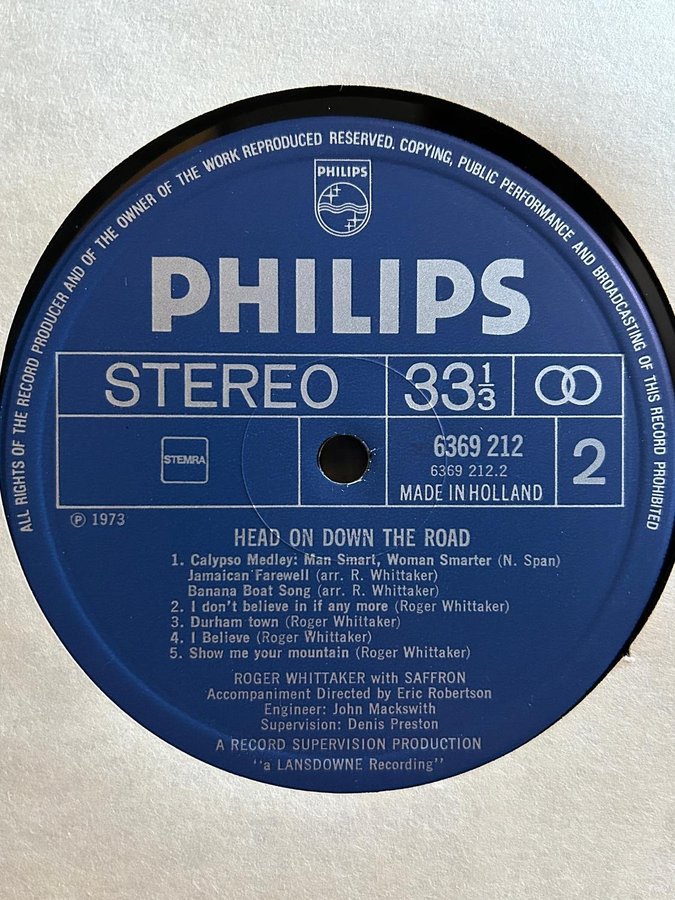 ALL RIGHTS OF THE RECORD PRODUCER AND OF THE OWNER OF THE WORK REPRODUCED RESERVED. COPYING, PUBLIC PERFORMANCE AND BROADCASTING OF THIS RECORD PROHIBITED
PHILIPS
PHILIPS
STEREO 33 1/3
STEMRA 6369 212 2
6369 212.2
MADE IN HOLLAND
℗ 1973
HEAD ON DOWN THE ROAD
1. Calypso Medley: Man Smart, Woman Smarter (N. Span)
Jamaican Farewell (arr. R. Whittaker)
Banana Boat Song (arr. R. Whittaker)
2. I don't believe in if any more (Roger Whittaker)
3. Durham town (Roger Whittaker)
4. I Believe (Roger Whittaker)
5. Show me your mountain (Roger Whittaker)
ROGER WHITTAKER with SAFFRON
Accompaniment Directed by Eric Robertson
Engineer: John Mackswith
Supervision: Denis Preston
A RECORD SUPERVISION PRODUCTION
"a LANSDOWNE Recording"